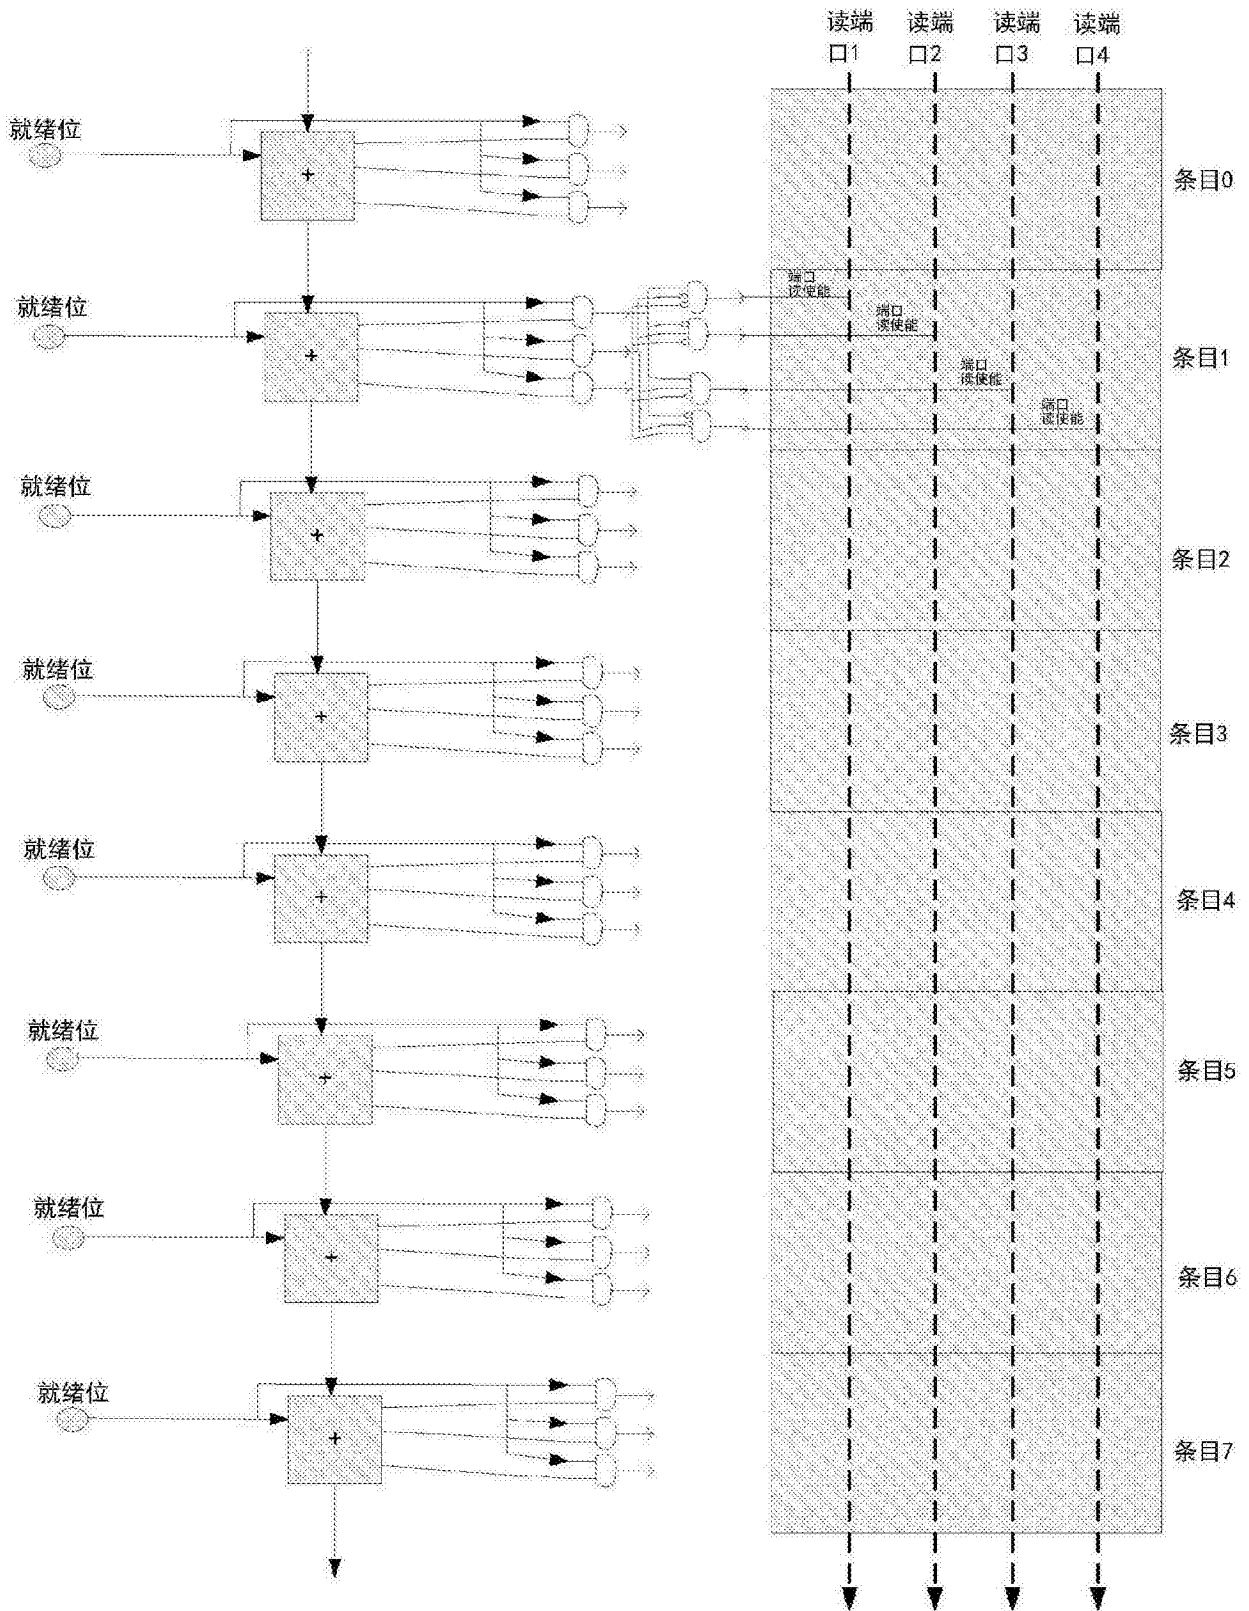 读端
口1
读端
口2
读端
口3
读端
口4
就绪位
+
条目0
就绪位
+
端口
读使能
端口
读使能
端口
读使能
端口
读使能
条目1
就绪位
+
条目2
就绪位
+
条目3
就绪位
+
条目4
就绪位
+
条目5
就绪位
+
条目6
就绪位
+
条目7